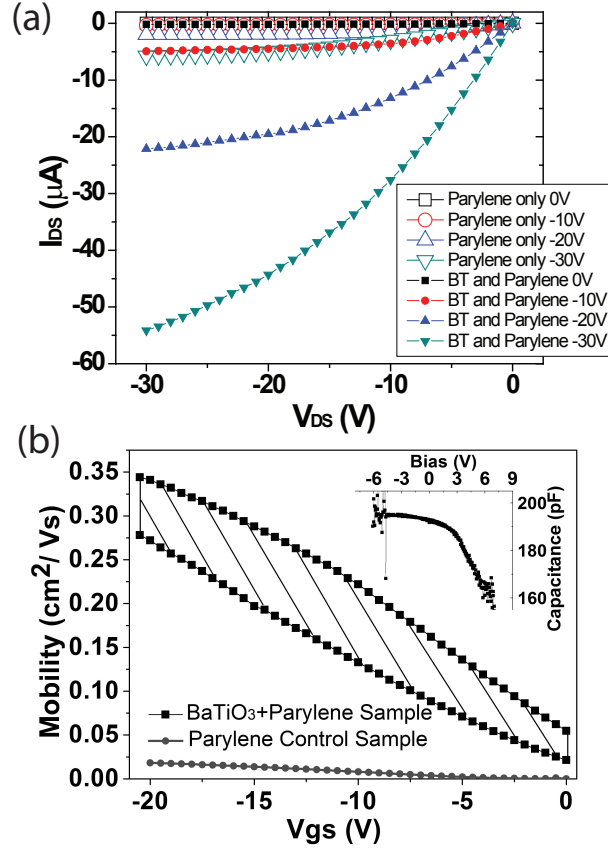 (a)
0
-10
-20
-30
-40
-50
-60
I_DS (μA)
Parylene only 0V
Parylene only -10V
Parylene only -20V
Parylene only -30V
BT and Parylene 0V
BT and Parylene -10V
BT and Parylene -20V
BT and Parylene -30V
-30 -20 -10 0
V_DS (V)
(b)
Bias (V)
-6 -3 0 3 6 9
200
180
160
Capacitance (pF)
0.35
0.30
0.25
0.20
0.15
0.10
0.05
0.00
Mobility (cm²/ Vs)
BaTiO₃+Parylene Sample
Parylene Control Sample
-20 -15 -10 -5 0
Vgs (V)